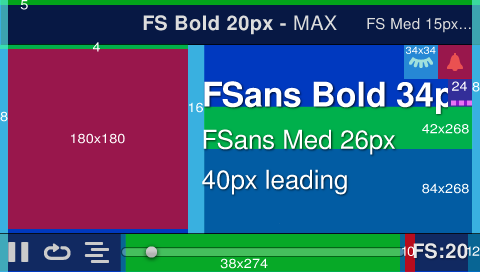 5
FS Bold 20px - MAX
FS Med 15px...
4
34x34
8
16
180x180
FSans Bold 34p
24
8
FSans Med 26px
42x268
40px leading
84x268
38x274
10
FS:20
12